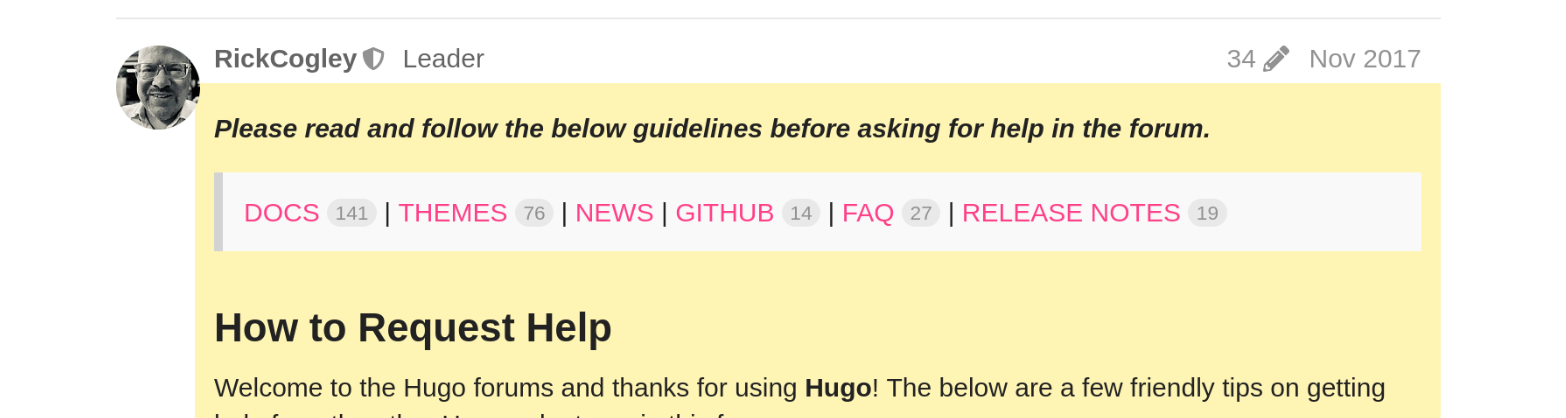 RickCogley Leader 34 Nov 2017
Please read and follow the below guidelines before asking for help in the forum.
DOCS 141 | THEMES 76 | NEWS | GITHUB 14 | FAQ 27 | RELEASE NOTES 19
How to Request Help
Welcome to the Hugo forums and thanks for using Hugo! The below are a few friendly tips on getting